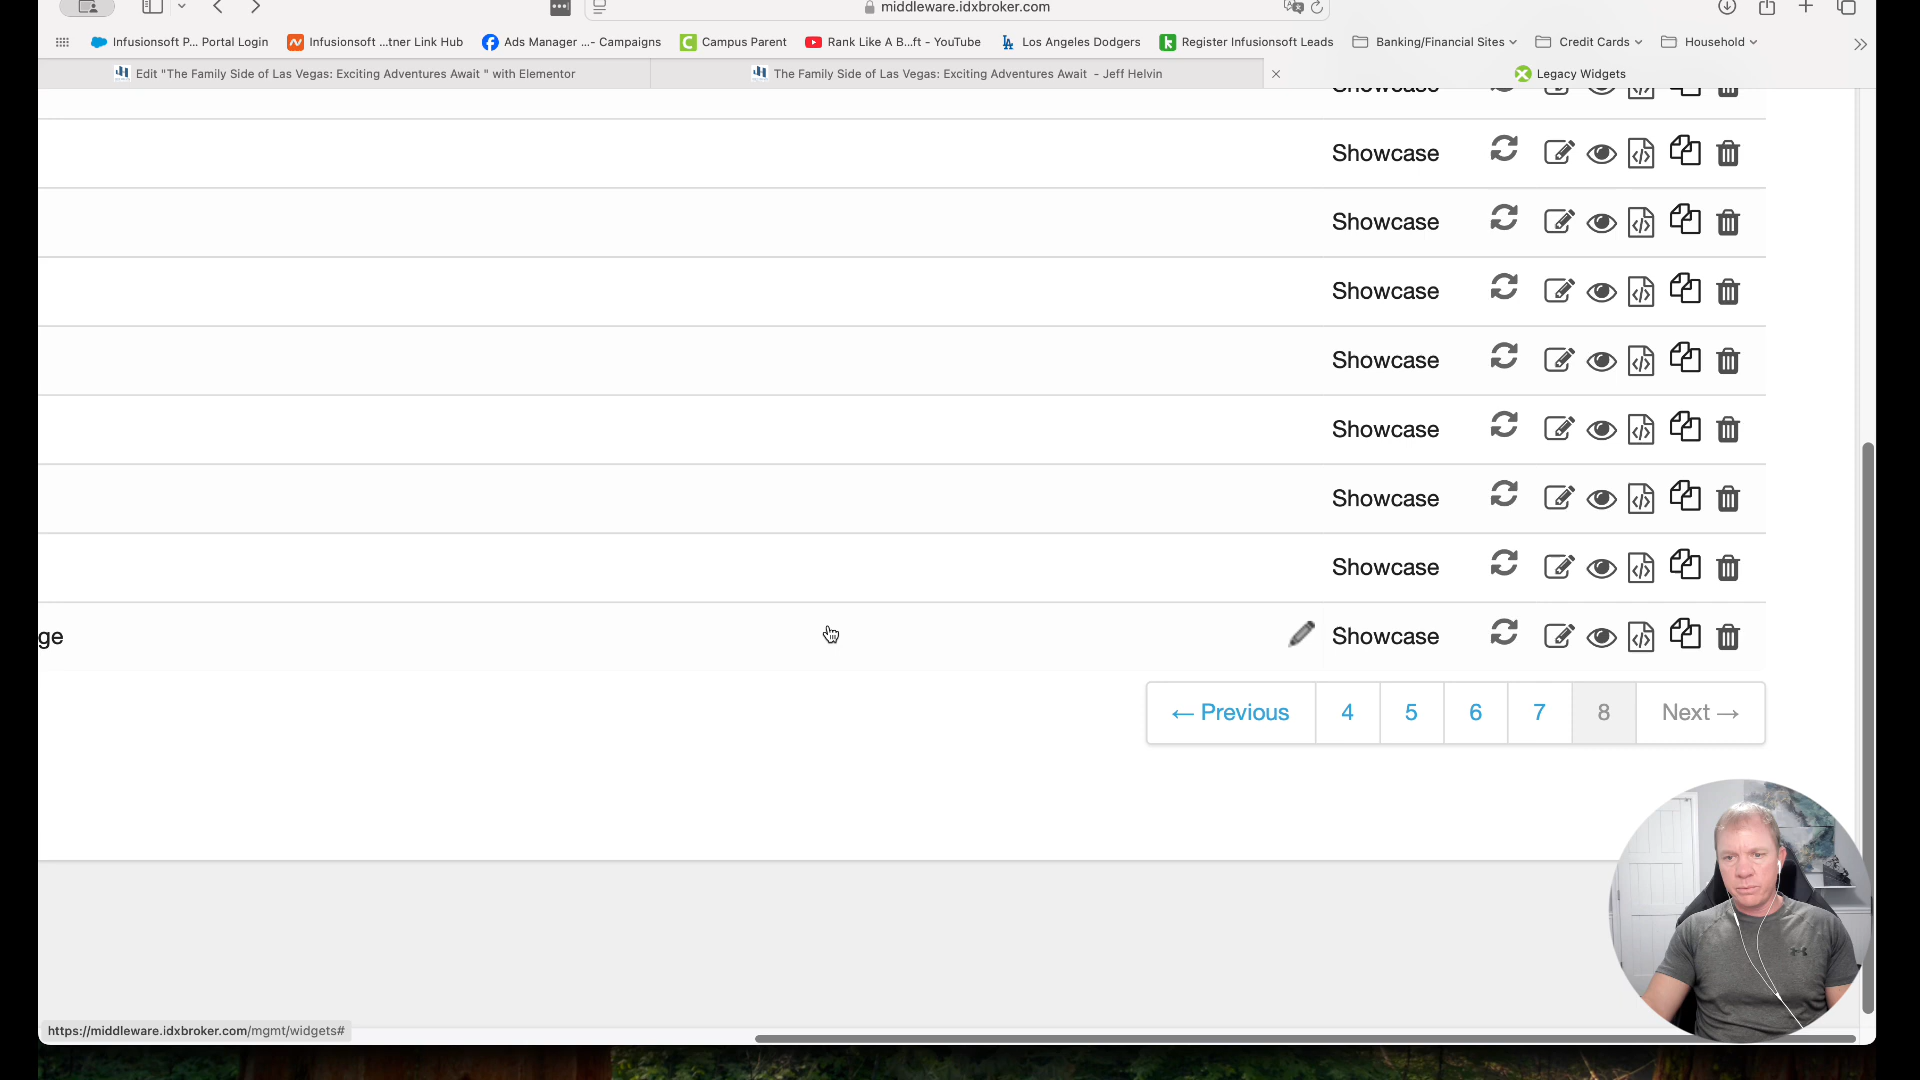 middleware.idxbroker.com
Infusionsoft P... Portal Login
Infusionsoft ...tner Link Hub
Ads Manager ...- Campaigns
Campus Parent
Rank Like A B...ft - YouTube
Los Angeles Dodgers
Register Infusionsoft Leads
Banking/Financial Sites
Credit Cards
Household
Edit "The Family Side of Las Vegas: Exciting Adventures Await " with Elementor
The Family Side of Las Vegas: Exciting Adventures Await - Jeff Helvin
Legacy Widgets
Showcase
Showcase
Showcase
Showcase
Showcase
Showcase
Showcase
Showcase
ge Showcase
← Previous 4 5 6 7 8 Next →
https://middleware.idxbroker.com/mgmt/widgets#